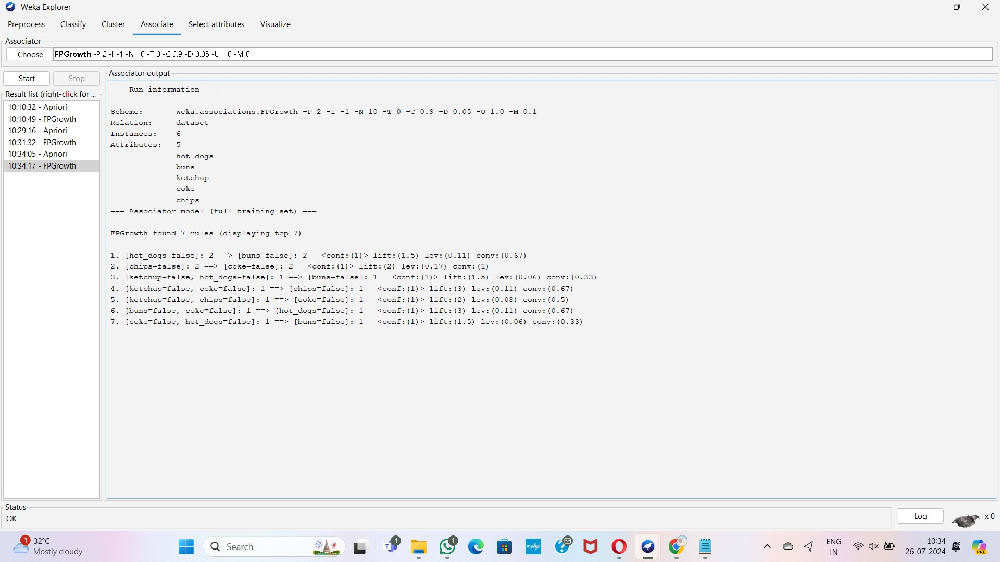 Weka Explorer
Preprocess Classify Cluster Associate Select attributes Visualize
Associator
Choose FPGrowth -P 2 -I -1 -N 10 -T 0 -C 0.9 -D 0.05 -U 1.0 -M 0.1
Start Stop
Result list (right-click for ...
10:10:32 - Apriori
10:10:49 - FPGrowth
10:29:16 - Apriori
10:31:32 - FPGrowth
10:34:05 - Apriori
10:34:17 - FPGrowth
Associator output
=== Run information ===
Scheme: weka.associations.FPGrowth -P 2 -I -1 -N 10 -T 0 -C 0.9 -D 0.05 -U 1.0 -M 0.1
Relation: dataset
Instances: 6
Attributes: 5
hot_dogs
buns
ketchup
coke
chips
=== Associator model (full training set) ===
FPGrowth found 7 rules (displaying top 7)
1. [hot_dogs=false]: 2 ==> [buns=false]: 2 <conf:(1)> lift:(1.5) lev:(0.11) conv:(0.67)
2. [chips=false]: 2 ==> [coke=false]: 2 <conf:(1)> lift:(2) lev:(0.17) conv:(1)
3. [ketchup=false, hot_dogs=false]: 1 ==> [buns=false]: 1 <conf:(1)> lift:(1.5) lev:(0.06) conv:(0.33)
4. [ketchup=false, coke=false]: 1 ==> [chips=false]: 1 <conf:(1)> lift:(3) lev:(0.11) conv:(0.67)
5. [ketchup=false, chips=false]: 1 ==> [coke=false]: 1 <conf:(1)> lift:(2) lev:(0.08) conv:(0.5)
6. [buns=false, coke=false]: 1 ==> [hot_dogs=false]: 1 <conf:(1)> lift:(3) lev:(0.11) conv:(0.67)
7. [coke=false, hot_dogs=false]: 1 ==> [buns=false]: 1 <conf:(1)> lift:(1.5) lev:(0.06) conv:(0.33)
Status
OK
Log
x 0
1
32°C
Mostly cloudy
Search
1
1
myhp
ENG
IN
10:34
26-07-2024
PRE